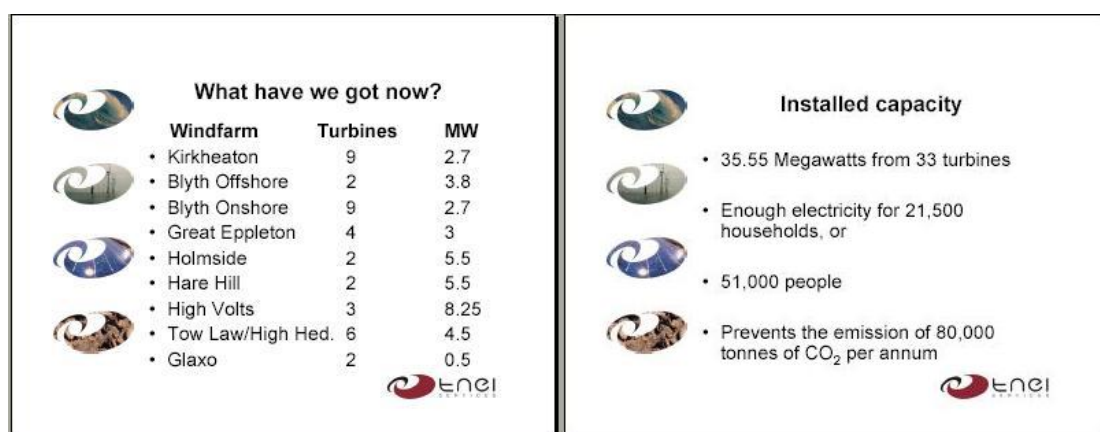 What have we got now?
Windfarm Turbines MW
• Kirkheaton 9 2.7
• Blyth Offshore 2 3.8
• Blyth Onshore 9 2.7
• Great Eppleton 4 3
• Holmside 2 5.5
• Hare Hill 2 5.5
• High Volts 3 8.25
• Tow Law/High Hed. 6 4.5
• Glaxo 2 0.5
tnei
SERVICES
Installed capacity
• 35.55 Megawatts from 33 turbines
• Enough electricity for 21,500
households, or
• 51,000 people
• Prevents the emission of 80,000
tonnes of CO₂ per annum
tnei
SERVICES